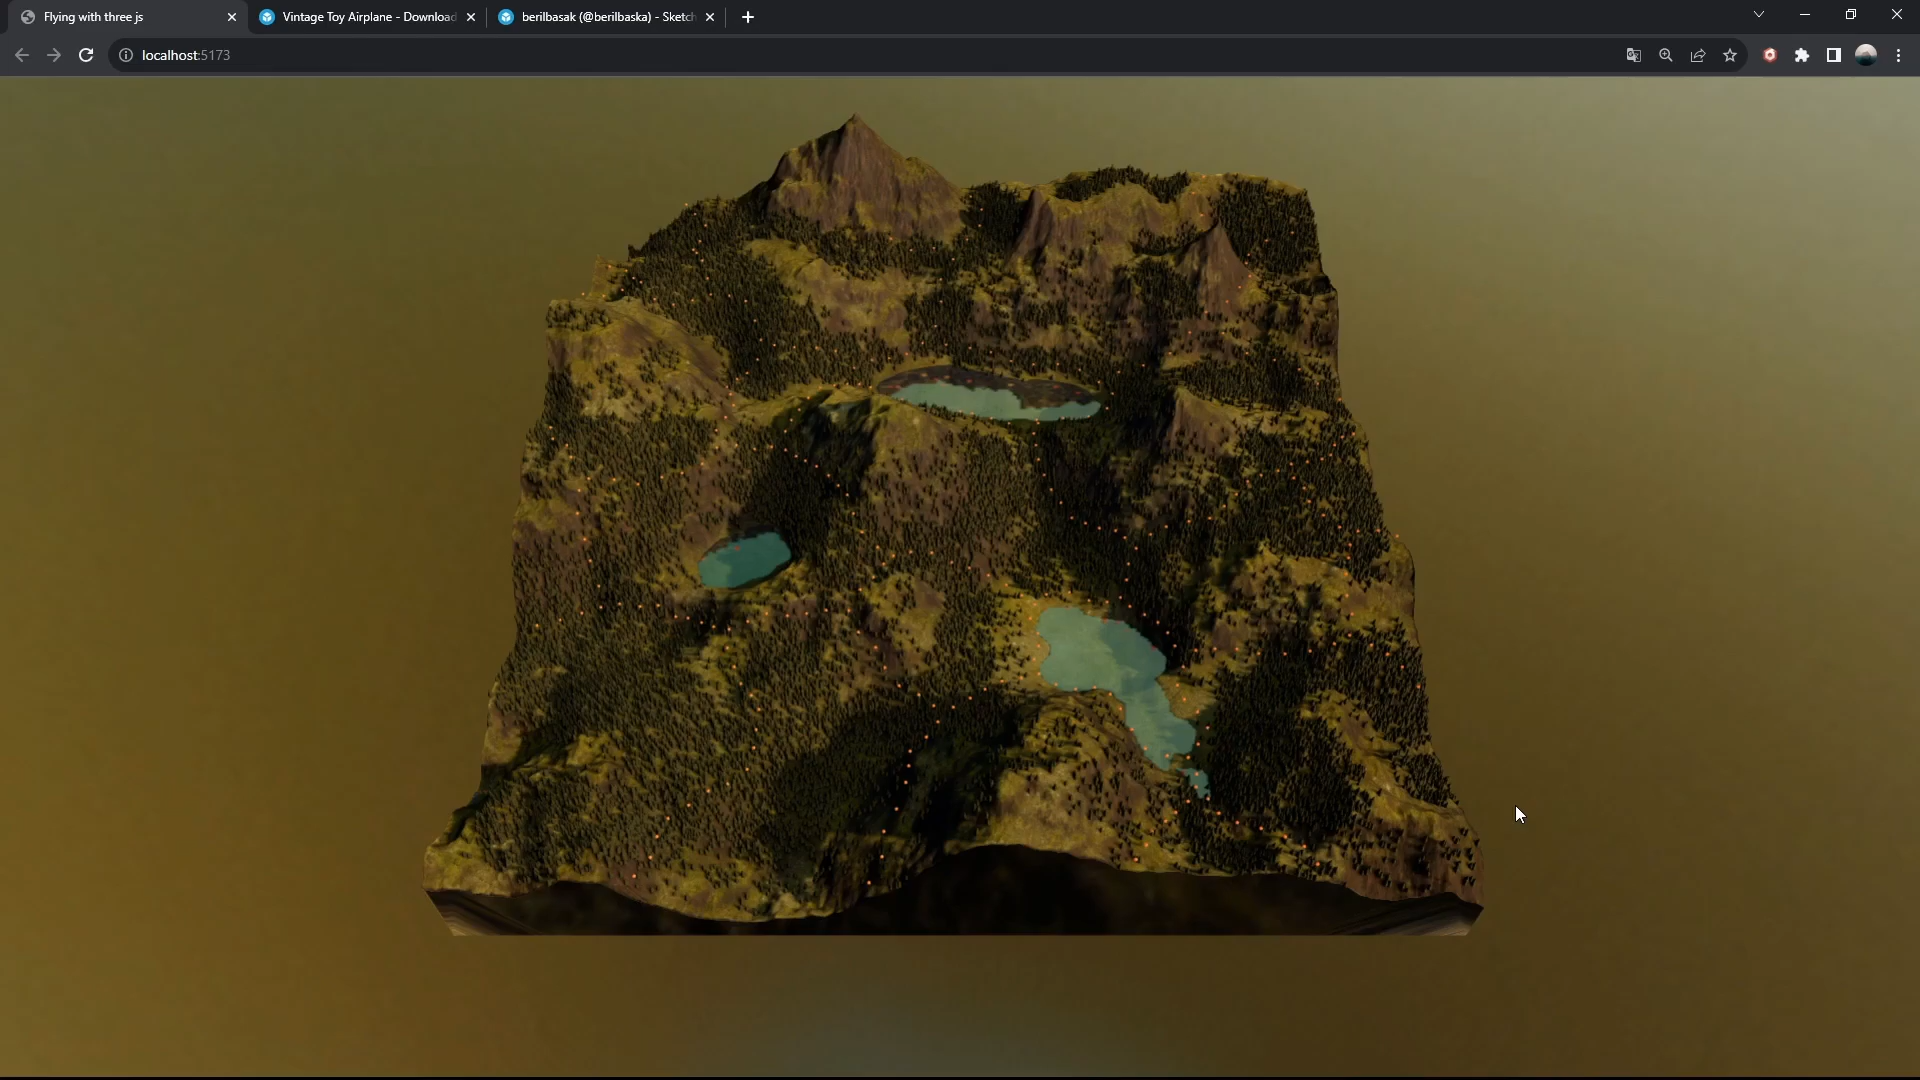 Flying with three js
Vintage Toy Airplane - Download
berilbasak (@berilbaska) - Sketch
localhost:5173